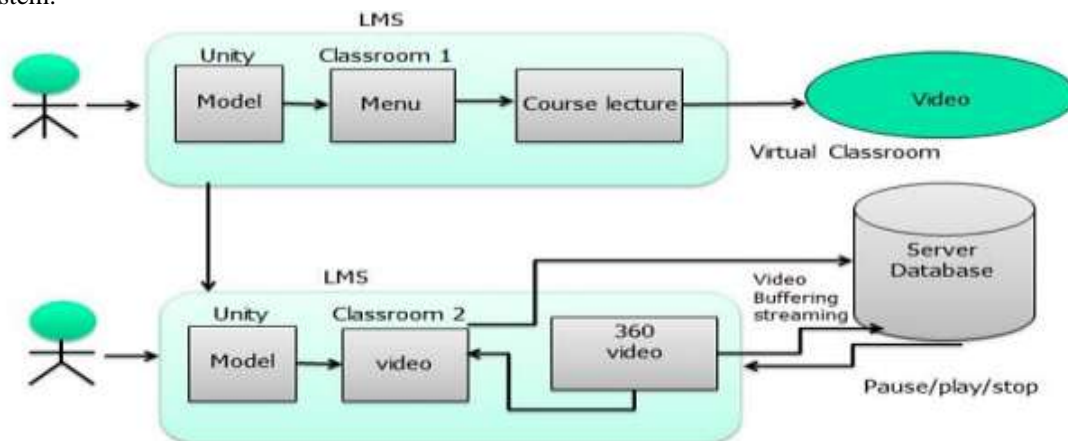 stem.
LMS
Unity
Classroom 1
Model
Menu
Course lecture
Video
Virtual Classroom
LMS
Server
Database
Unity
Classroom 2
Video
Buffering
streaming
Model
video
360
video
Pause/play/stop